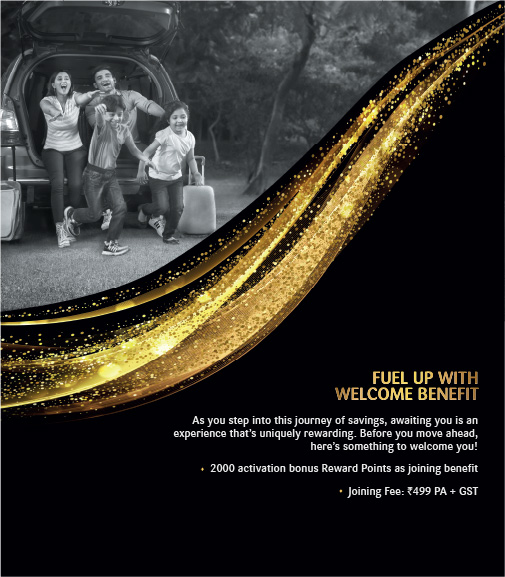 FUEL UP WITH
WELCOME BENEFIT
As you step into this journey of savings, awaiting you is an
experience that's uniquely rewarding. Before you move ahead,
here's something to welcome you!
• 2000 activation bonus Reward Points as joining benefit
• Joining Fee: ₹499 PA + GST